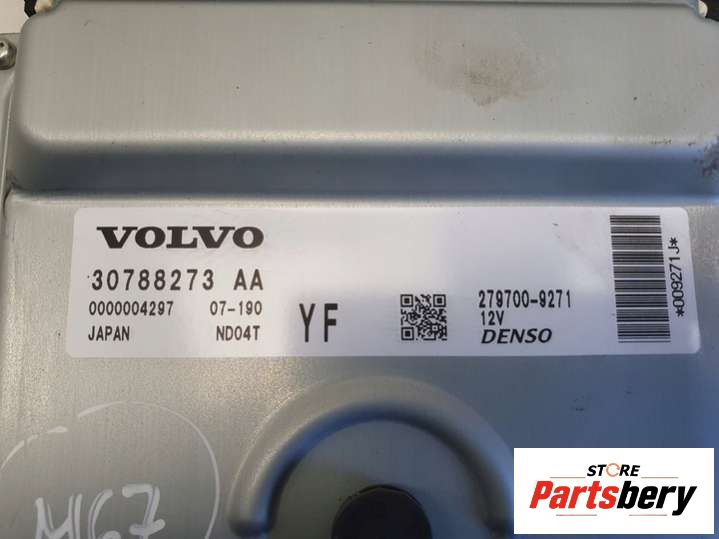 VOLVO
30788273 AA
0000004297 07-190
JAPAN ND04T
YF
279700-9271
12V
DENSO
*009271J*
M67
STORE
Partsbery